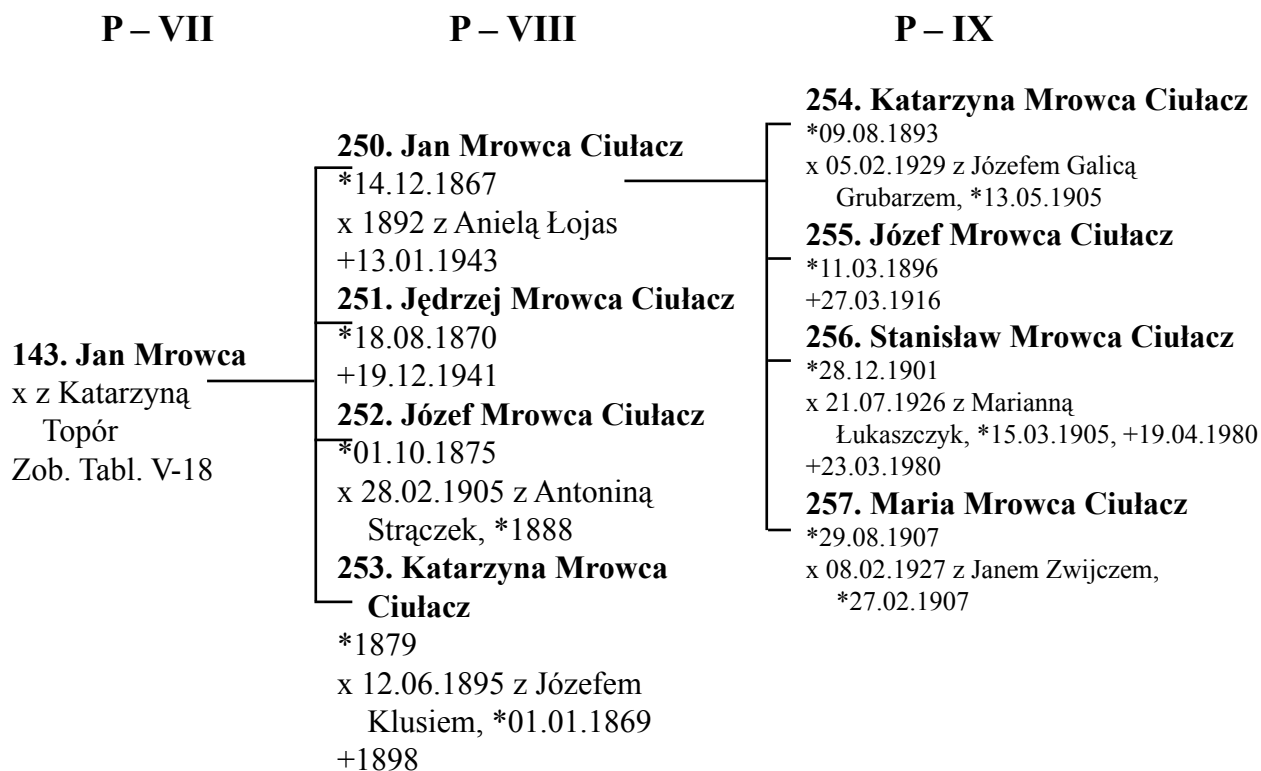 P – VII
P – VIII
P – IX
143. Jan Mrowca
x z Katarzyną
Topór
Zob. Tabl. V-18
250. Jan Mrowca Ciułacz
*14.12.1867
x 1892 z Anielą Łojas
+13.01.1943
251. Jędrzej Mrowca Ciułacz
*18.08.1870
+19.12.1941
252. Józef Mrowca Ciułacz
*01.10.1875
x 28.02.1905 z Antoniną
Strączek, *1888
253. Katarzyna Mrowca
Ciułacz
*1879
x 12.06.1895 z Józefem
Klusiem, *01.01.1869
+1898
254. Katarzyna Mrowca Ciułacz
*09.08.1893
x 05.02.1929 z Józefem Galicą
Grubarzem, *13.05.1905
255. Józef Mrowca Ciułacz
*11.03.1896
+27.03.1916
256. Stanisław Mrowca Ciułacz
*28.12.1901
x 21.07.1926 z Marianną
Łukaszczyk, *15.03.1905, +19.04.1980
+23.03.1980
257. Maria Mrowca Ciułacz
*29.08.1907
x 08.02.1927 z Janem Zwijczem,
*27.02.1907